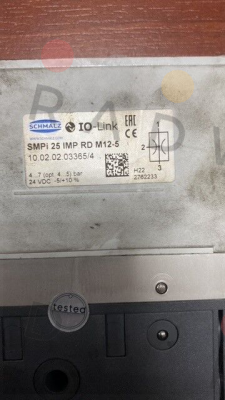 SCHMALZ IO-Link CE EAC
SMPi 25 IMP RD M12-5
10.02.02.03365/4
4...7 (opt. 4...5) bar
24 VDC -5/+10 %
1
2
3
H22
2762233
tested